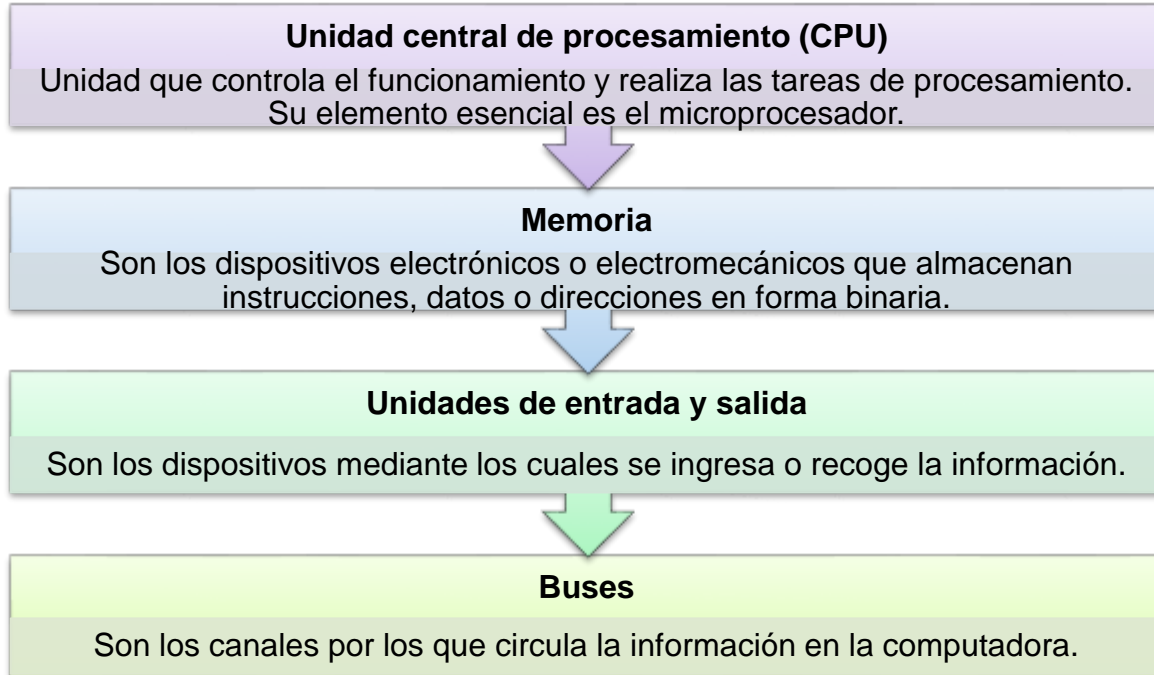 Unidad central de procesamiento (CPU)
Unidad que controla el funcionamiento y realiza las tareas de procesamiento.
Su elemento esencial es el microprocesador.
Memoria
Son los dispositivos electrónicos o electromecánicos que almacenan
instrucciones, datos o direcciones en forma binaria.
Unidades de entrada y salida
Son los dispositivos mediante los cuales se ingresa o recoge la información.
Buses
Son los canales por los que circula la información en la computadora.